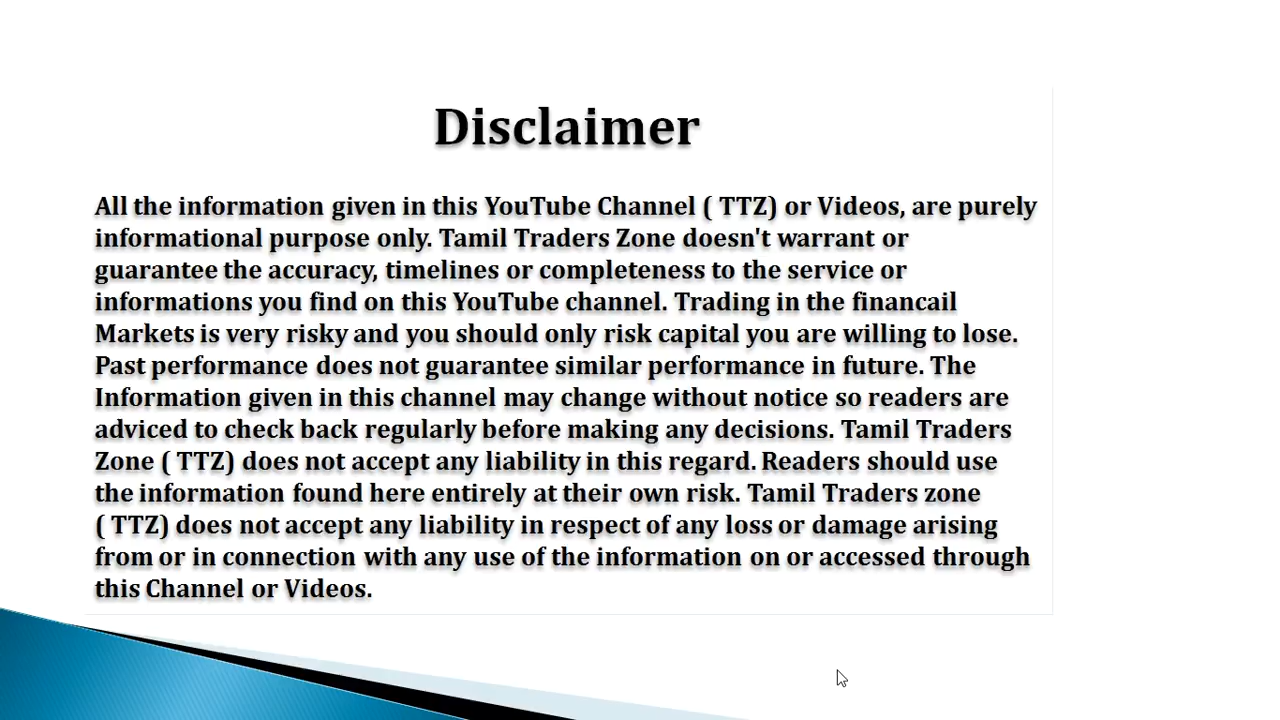 Disclaimer
All the information given in this YouTube Channel ( TTZ) or Videos, are purely
informational purpose only. Tamil Traders Zone doesn't warrant or
guarantee the accuracy, timelines or completeness to the service or
informations you find on this YouTube channel. Trading in the financail
Markets is very risky and you should only risk capital you are willing to lose.
Past performance does not guarantee similar performance in future. The
Information given in this channel may change without notice so readers are
adviced to check back regularly before making any decisions. Tamil Traders
Zone ( TTZ) does not accept any liability in this regard. Readers should use
the information found here entirely at their own risk. Tamil Traders zone
( TTZ) does not accept any liability in respect of any loss or damage arising
from or in connection with any use of the information on or accessed through
this Channel or Videos.